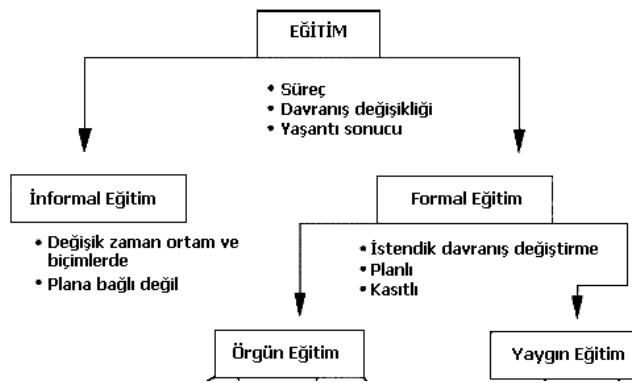 EĞİTİM
• Süreç
• Davranış değişikliği
• Yaşantı sonucu
İnformal Eğitim
• Değişik zaman ortam ve
biçimlerde
• Plana bağlı değil
Formal Eğitim
• İstendik davranış değiştirme
• Planlı
• Kasıtlı
Örgün Eğitim
Yaygın Eğitim